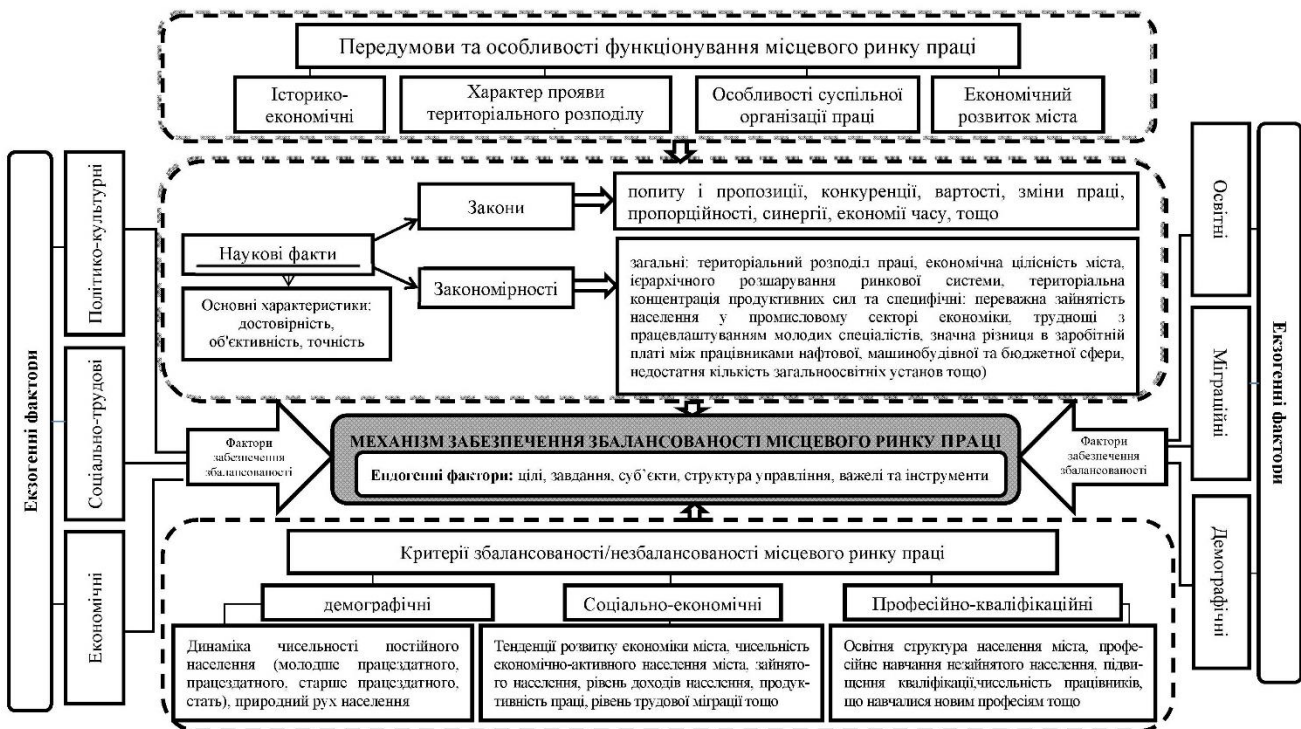 Передумови та особливості функціонування місцевого ринку праці
Історико-
економічні
Характер прояви
територіального розподілу
Особливості суспільної
організації праці
Економічний
розвиток міста
Екзогенні фактори
Політико-культурні
Соціально-трудові
Економічні
Наукові факти
Основні характеристики:
достовірність,
об'єктивність, точність
Закони
попиту і пропозиції, конкуренції, вартості, зміни праці,
пропорційності, синергії, економії часу, тощо
Закономірності
загальні: територіальний розподіл праці, економічна цілісність міста,
ієрархічного розшарування ринкової системи, територіальна
концентрація продуктивних сил та специфічні: переважна зайнятість
населення у промисловому секторі економіки, труднощі з
працевлаштуванням молодих спеціалістів, значна різниця в заробітній
платі між працівниками нафтової, машинобудівної та бюджетної сфери,
недостатня кількість загальноосвітніх установ тощо)
Освітні
Міграційні
Демографічні
Екзогенні фактори
Фактори
забезпечення
збалансованості
МЕХАНІЗМ ЗАБЕЗПЕЧЕННЯ ЗБАЛАНСОВАНОСТІ МІСЦЕВОГО РИНКУ ПРАЦІ
Ендогенні фактори: цілі, завдання, суб`єкти, структура управління, важелі та інструменти
Фактори
забезпечення
збалансованості
Критерії збалансованості/незбалансованості місцевого ринку праці
демографічні
Динаміка чисельності постійного
населення (молодше працездатного,
працездатного, старше працездатного,
стать), природний рух населення
Соціально-економічні
Тенденції розвитку економіки міста, чисельність
економічно-активного населення міста, зайнято-
го населення, рівень доходів населення, продук-
тивність праці, рівень трудової міграції тощо
Професійно-кваліфікаційні
Освітня структура населення міста, профе-
сійне навчання незайнятого населення, підви-
щення кваліфікації,чисельність працівників,
що навчалися новим професіям тощо